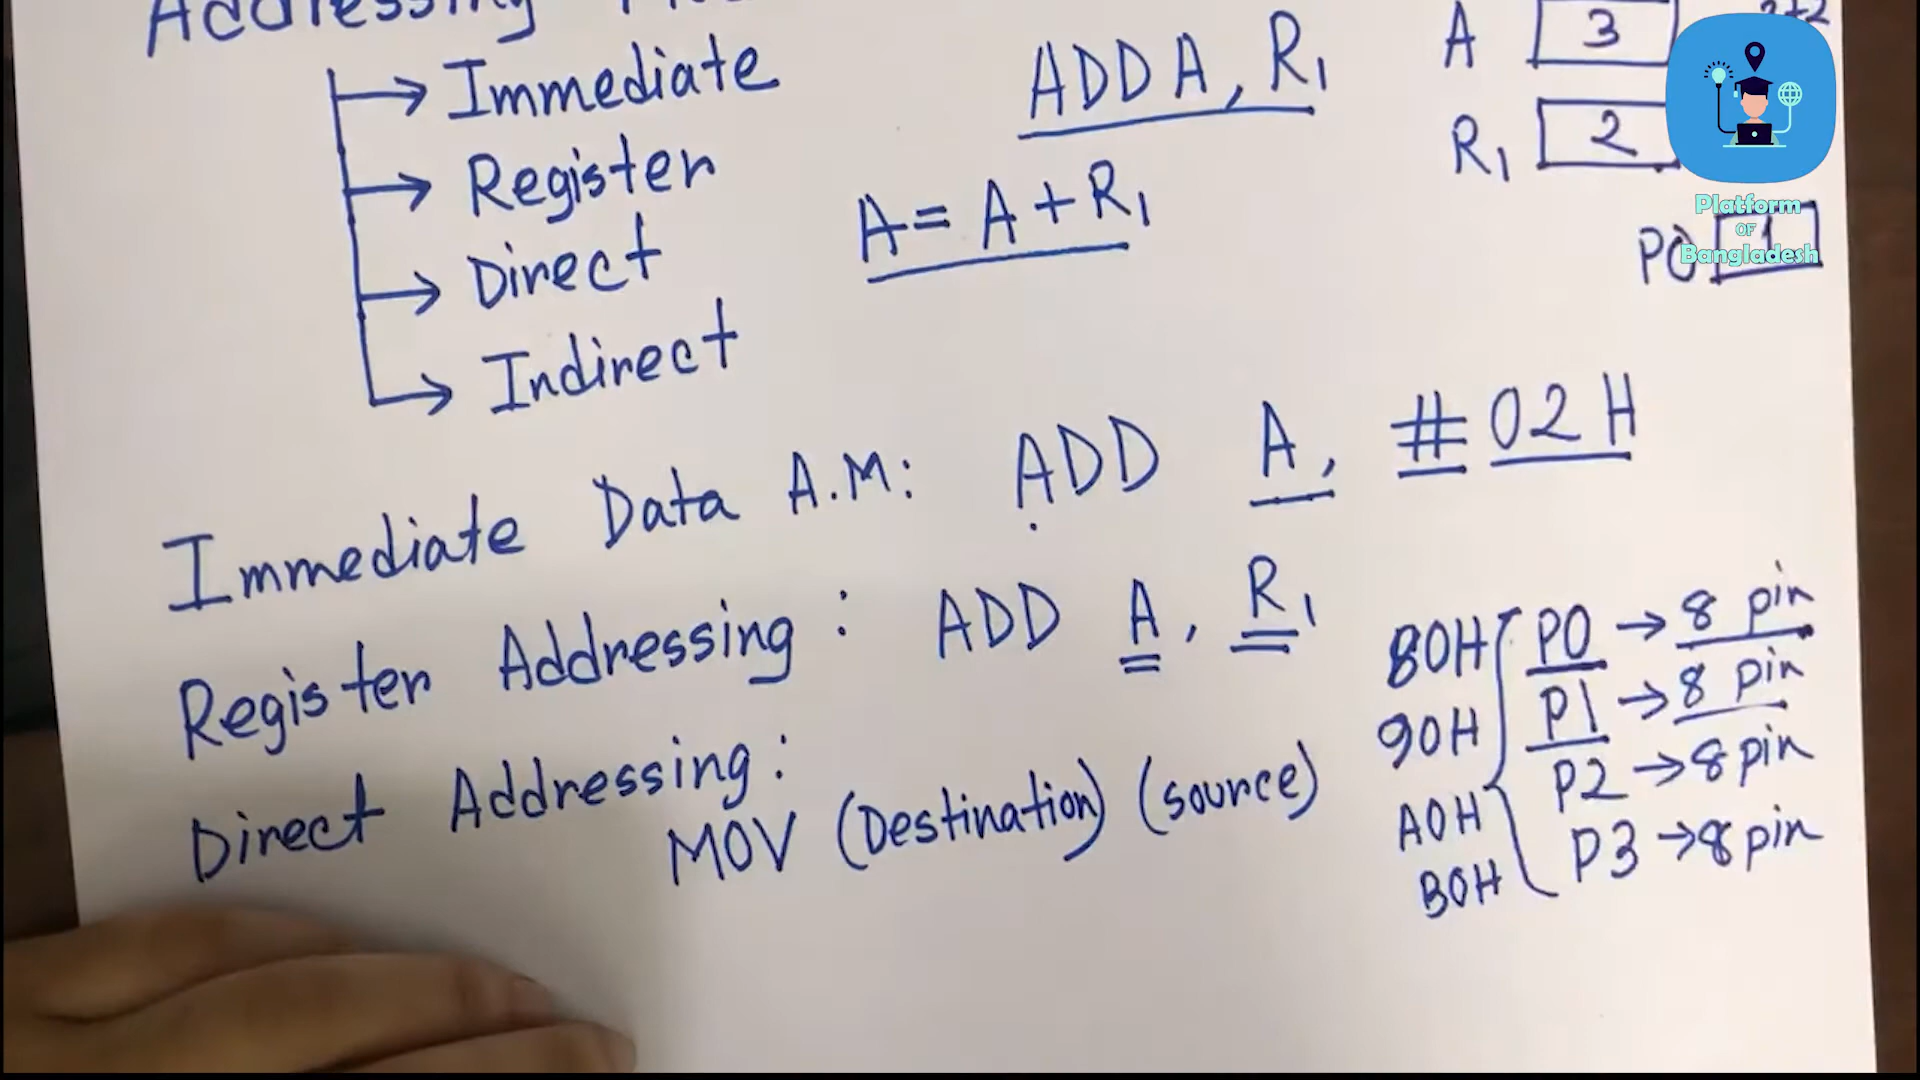 Addressing
Immediate
Register
Direct
Indirect
ADD A, R1
A = A + R1
A 3
R1 2
P0 1
Platform
OF
Bangladesh
Immediate Data A.M: ADD A, #02H
Register Addressing: ADD A, R1
Direct Addressing:
MOV (Destination) (source)
80H P0 → 8 pin
90H P1 → 8 pin
A0H P2 → 8 pin
B0H P3 → 8 pin